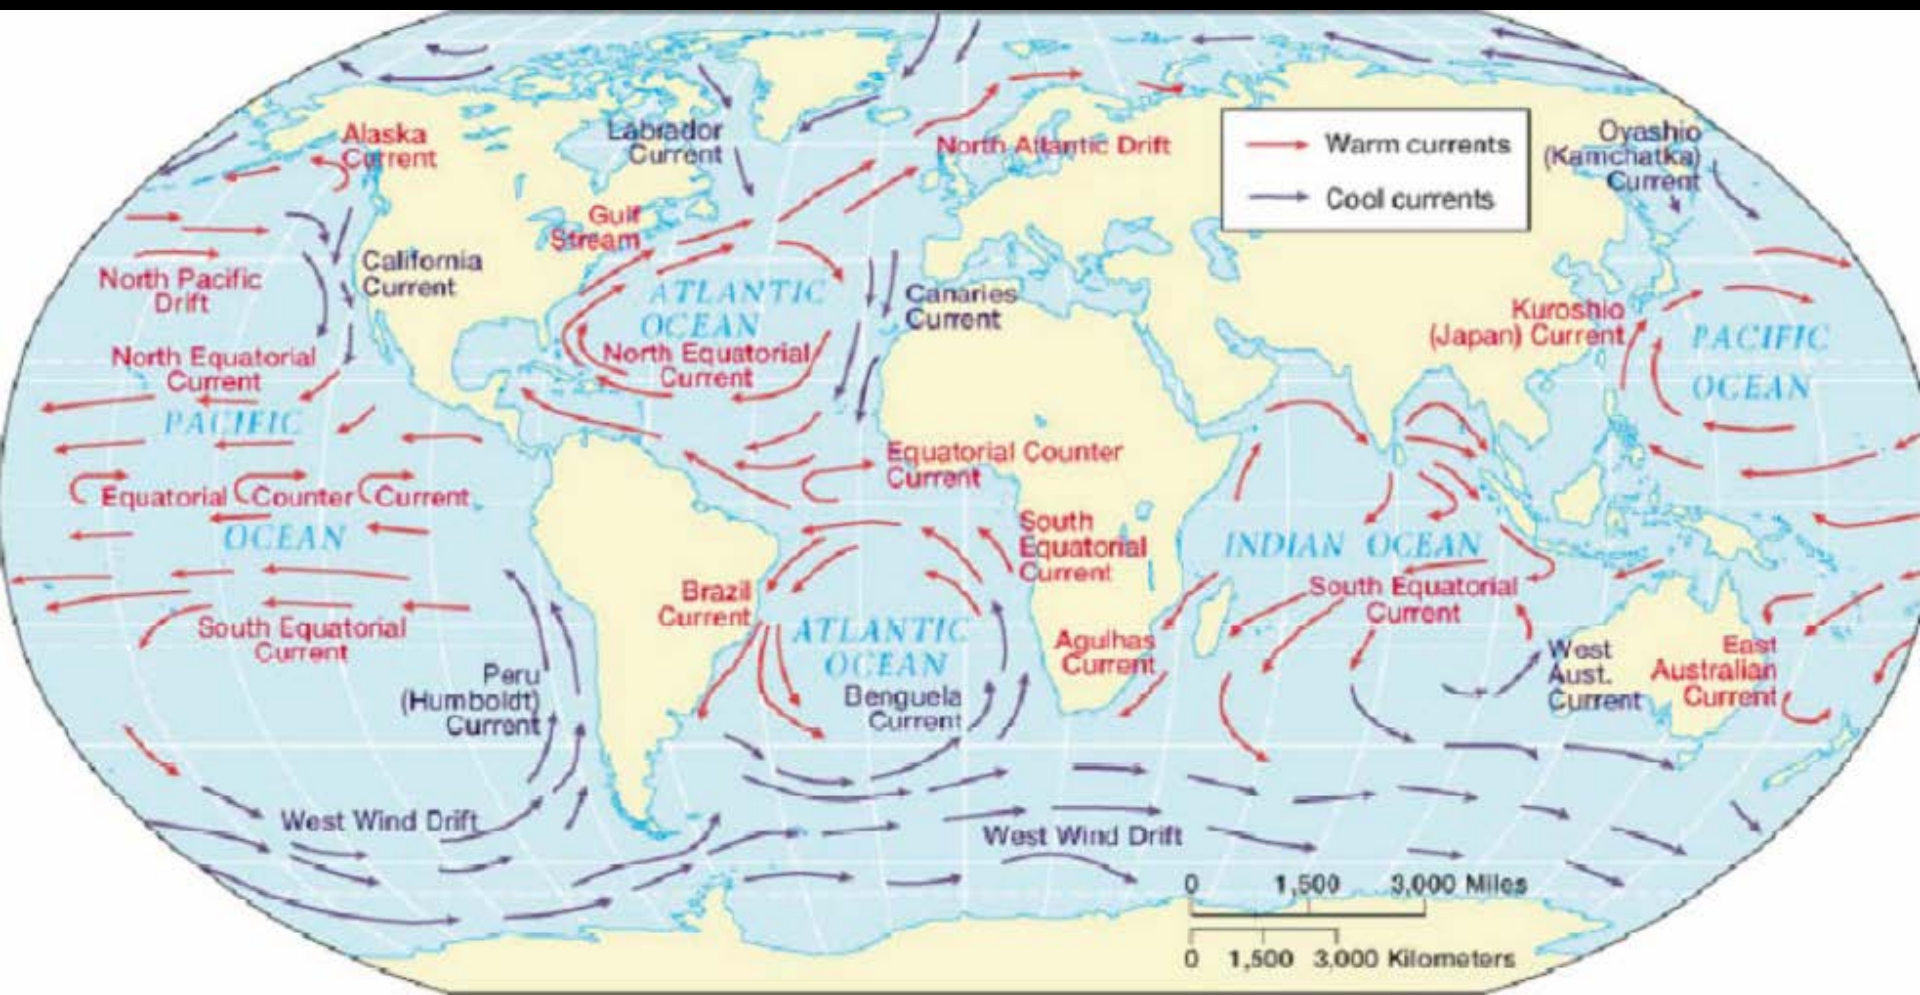 Alaska
Current
Labrador
Current
North Atlantic Drift
Warm currents
Cool currents
Oyashio
(Kamchatka)
Current
Gulf
Stream
California
Current
North Pacific
Drift
ATLANTIC
OCEAN
Canaries
Current
Kuroshio
(Japan) Current
PACIFIC
OCEAN
North Equatorial
Current
North Equatorial
Current
PACIFIC
OCEAN
Equatorial Counter Current
Equatorial Counter
Current
South
Equatorial
Current
INDIAN OCEAN
South Equatorial
Current
Brazil
Current
ATLANTIC
OCEAN
South Equatorial
Current
Agulhas
Current
West
Aust.
Current
East
Australian
Current
Peru
(Humboldt)
Current
Benguela
Current
West Wind Drift
West Wind Drift
0 1,500 3,000 Miles
0 1,500 3,000 Kilometers